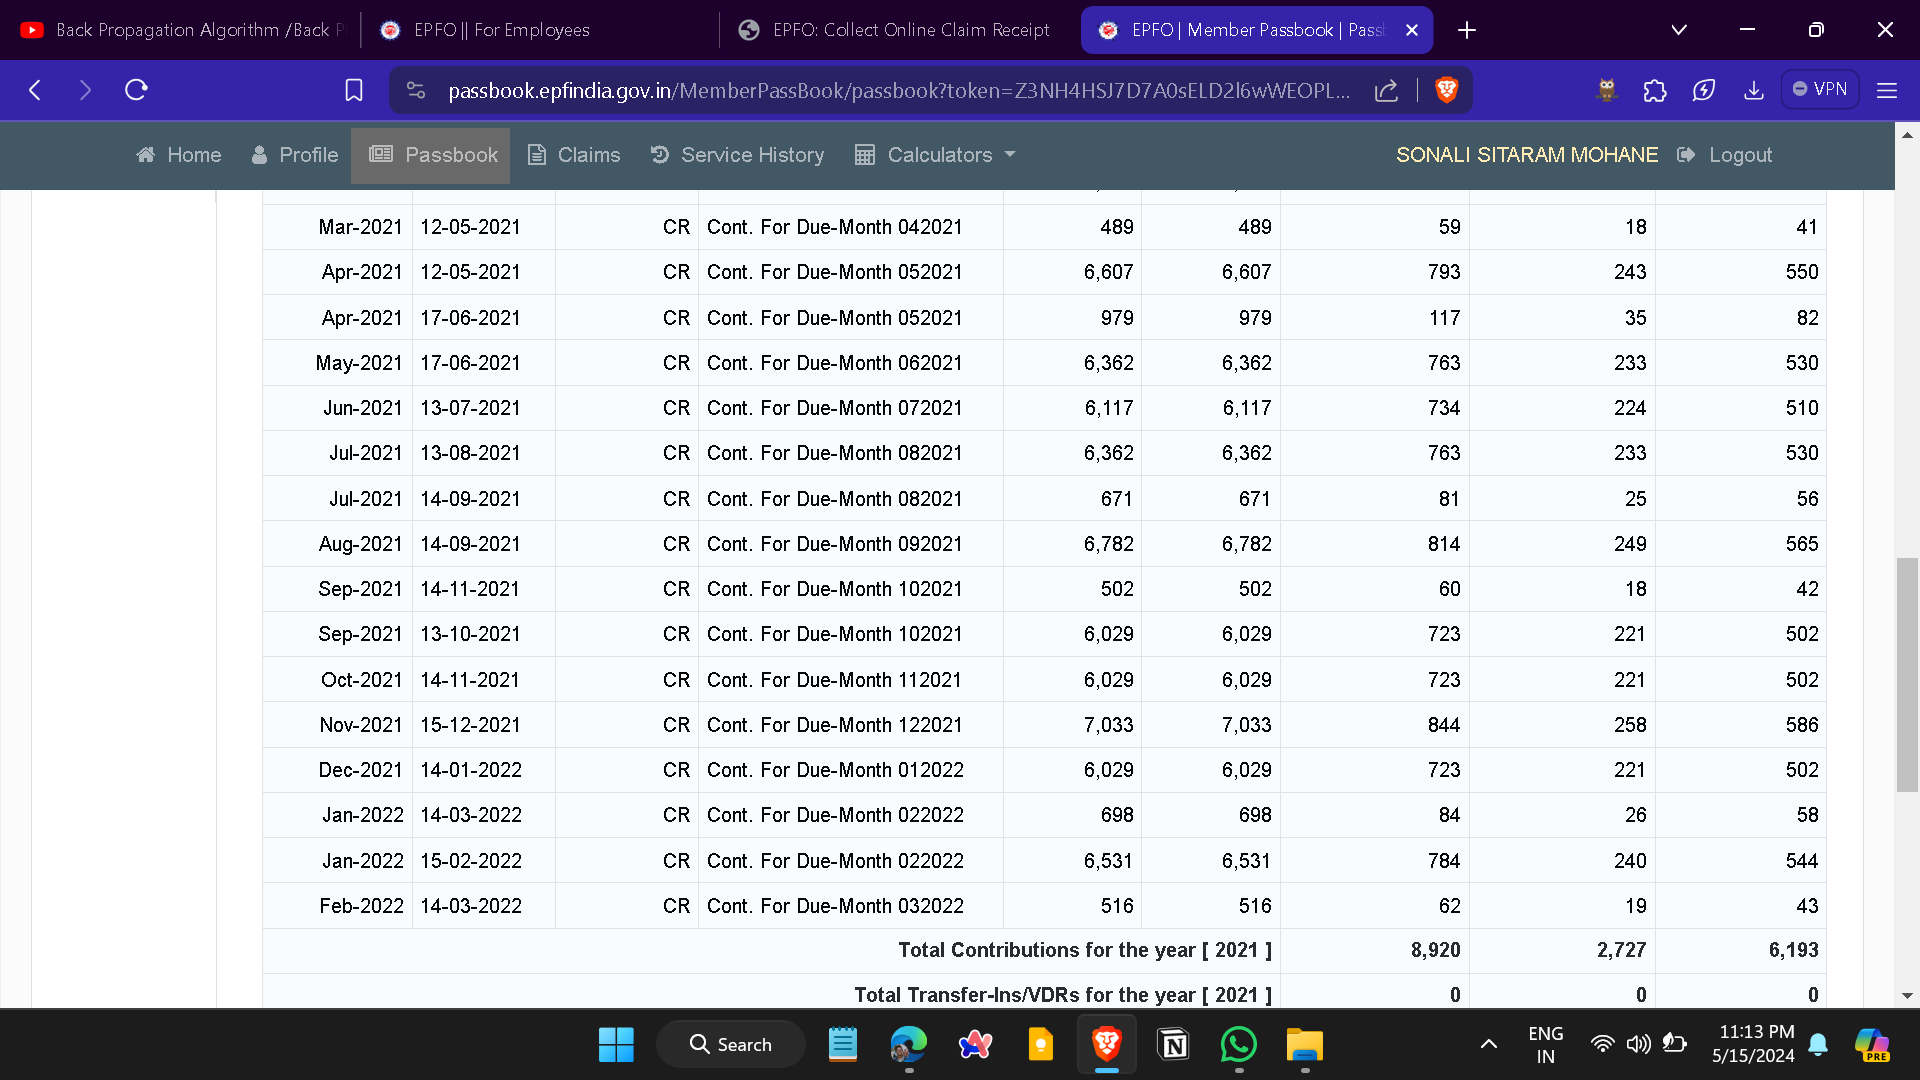 Back Propagation Algorithm /Back P
EPFO || For Employees
EPFO: Collect Online Claim Receipt
EPFO | Member Passbook | Pass
passbook.epfindia.gov.in/MemberPassBook/passbook?token=Z3NH4HSJ7D7A0sELD2l6wWEOPL...
VPN
Home Profile Passbook Claims Service History Calculators SONALI SITARAM MOHANE Logout
Mar-2021 12-05-2021 CR Cont. For Due-Month 042021 489 489 59 18 41
Apr-2021 12-05-2021 CR Cont. For Due-Month 052021 6,607 6,607 793 243 550
Apr-2021 17-06-2021 CR Cont. For Due-Month 052021 979 979 117 35 82
May-2021 17-06-2021 CR Cont. For Due-Month 062021 6,362 6,362 763 233 530
Jun-2021 13-07-2021 CR Cont. For Due-Month 072021 6,117 6,117 734 224 510
Jul-2021 13-08-2021 CR Cont. For Due-Month 082021 6,362 6,362 763 233 530
Jul-2021 14-09-2021 CR Cont. For Due-Month 082021 671 671 81 25 56
Aug-2021 14-09-2021 CR Cont. For Due-Month 092021 6,782 6,782 814 249 565
Sep-2021 14-11-2021 CR Cont. For Due-Month 102021 502 502 60 18 42
Sep-2021 13-10-2021 CR Cont. For Due-Month 102021 6,029 6,029 723 221 502
Oct-2021 14-11-2021 CR Cont. For Due-Month 112021 6,029 6,029 723 221 502
Nov-2021 15-12-2021 CR Cont. For Due-Month 122021 7,033 7,033 844 258 586
Dec-2021 14-01-2022 CR Cont. For Due-Month 012022 6,029 6,029 723 221 502
Jan-2022 14-03-2022 CR Cont. For Due-Month 022022 698 698 84 26 58
Jan-2022 15-02-2022 CR Cont. For Due-Month 022022 6,531 6,531 784 240 544
Feb-2022 14-03-2022 CR Cont. For Due-Month 032022 516 516 62 19 43
Total Contributions for the year [ 2021 ] 8,920 2,727 6,193
Total Transfer-Ins/VDRs for the year [ 2021 ] 0 0 0
Search
ENG
IN
11:13 PM
5/15/2024
PRE